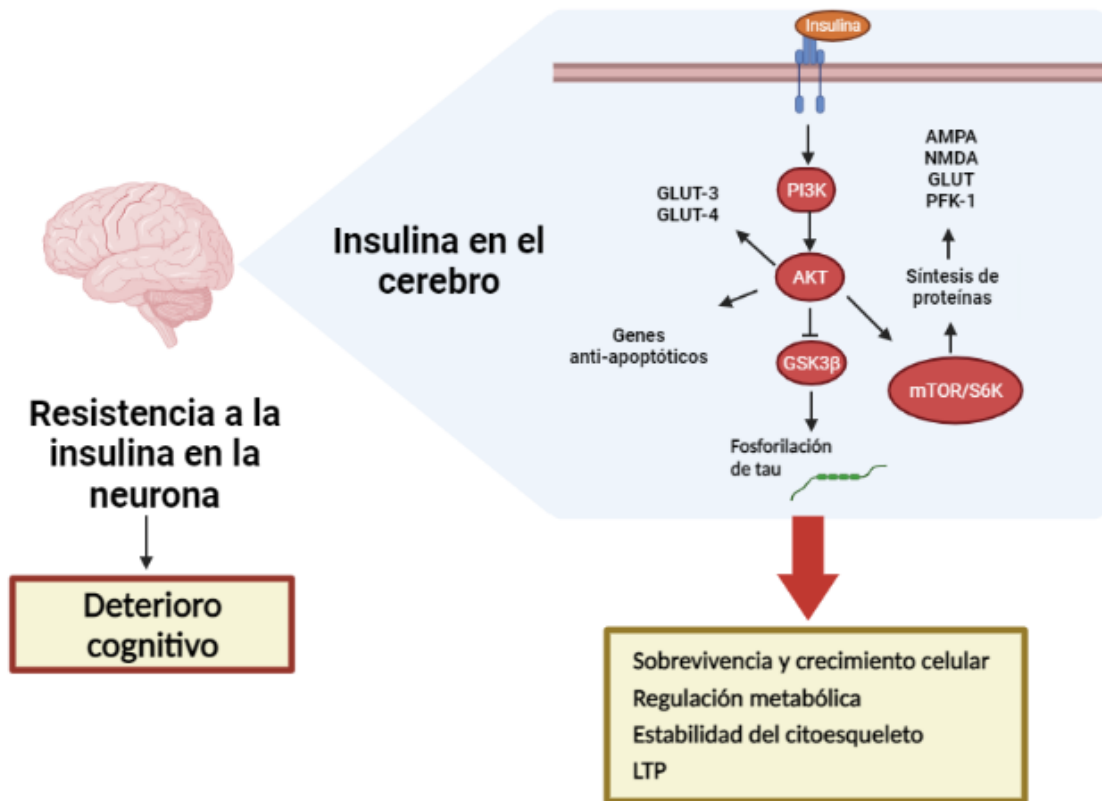 Insulina
AMPA
NMDA
GLUT
PFK-1
PI3K
GLUT-3
GLUT-4
Insulina en el
cerebro
AKT
Síntesis de
proteínas
Genes
anti-apoptóticos
GSK3β
mTOR/S6K
Fosforilación
de tau
Resistencia a la
insulina en la
neurona
Deterioro
cognitivo
Sobrevivencia y crecimiento celular
Regulación metabólica
Estabilidad del citoesqueleto
LTP